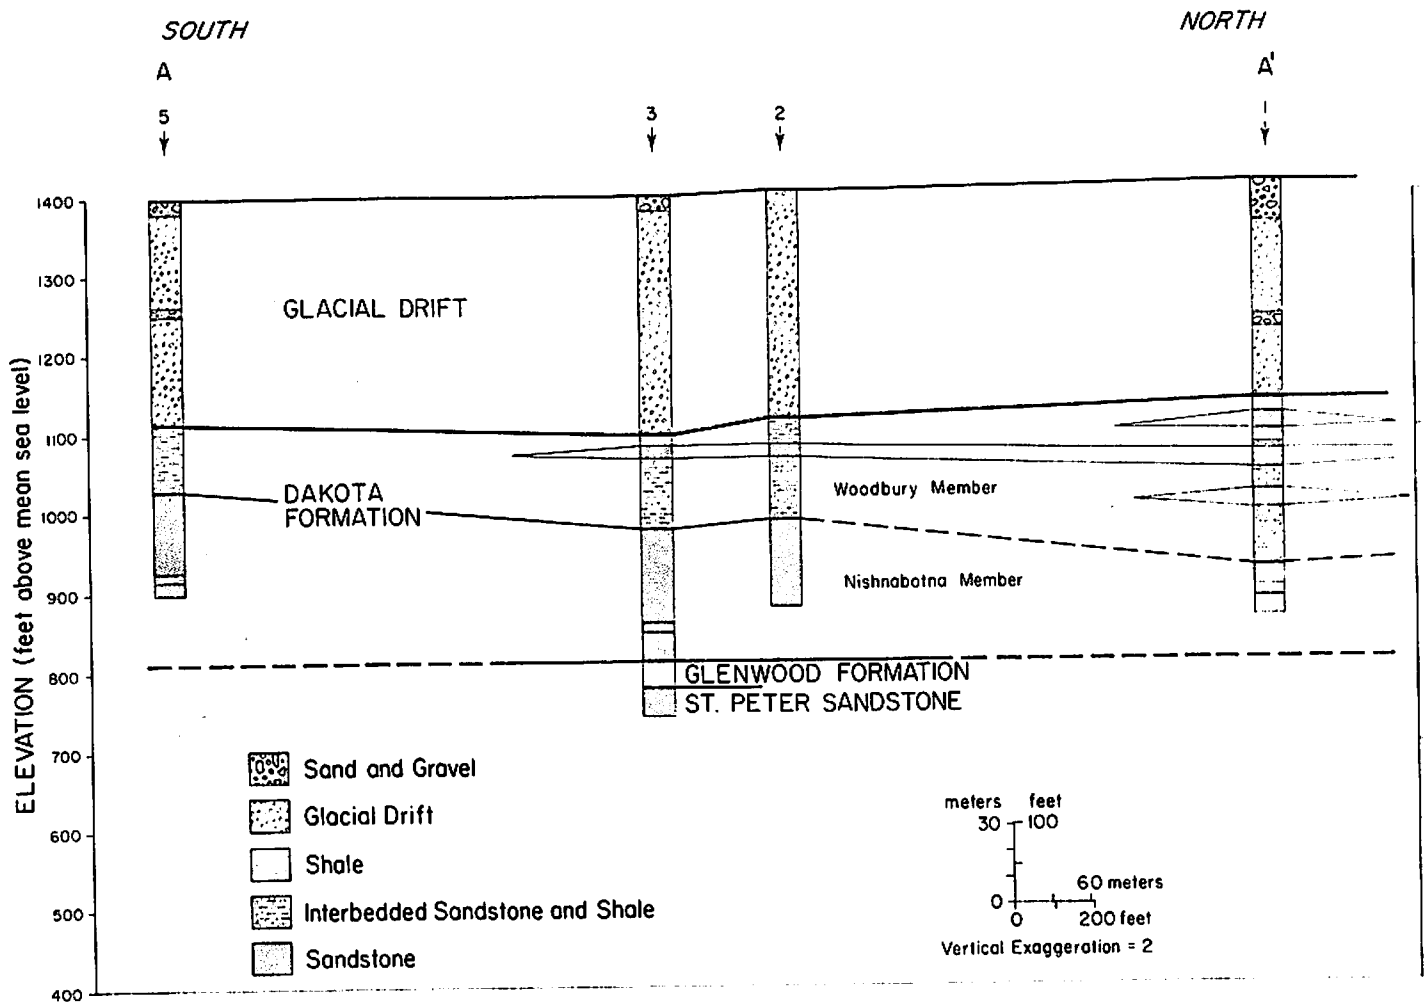 SOUTH
NORTH
A
A'
5
3
2
1
1400
1300
1200
1100
1000
900
800
700
600
500
400
ELEVATION (feet above mean sea level)
GLACIAL DRIFT
DAKOTA
FORMATION
Woodbury Member
Nishnabotna Member
GLENWOOD FORMATION
ST. PETER SANDSTONE
Sand and Gravel
Glacial Drift
Shale
Interbedded Sandstone and Shale
Sandstone
meters feet
30 100
60 meters
0
0 200 feet
Vertical Exaggeration = 2